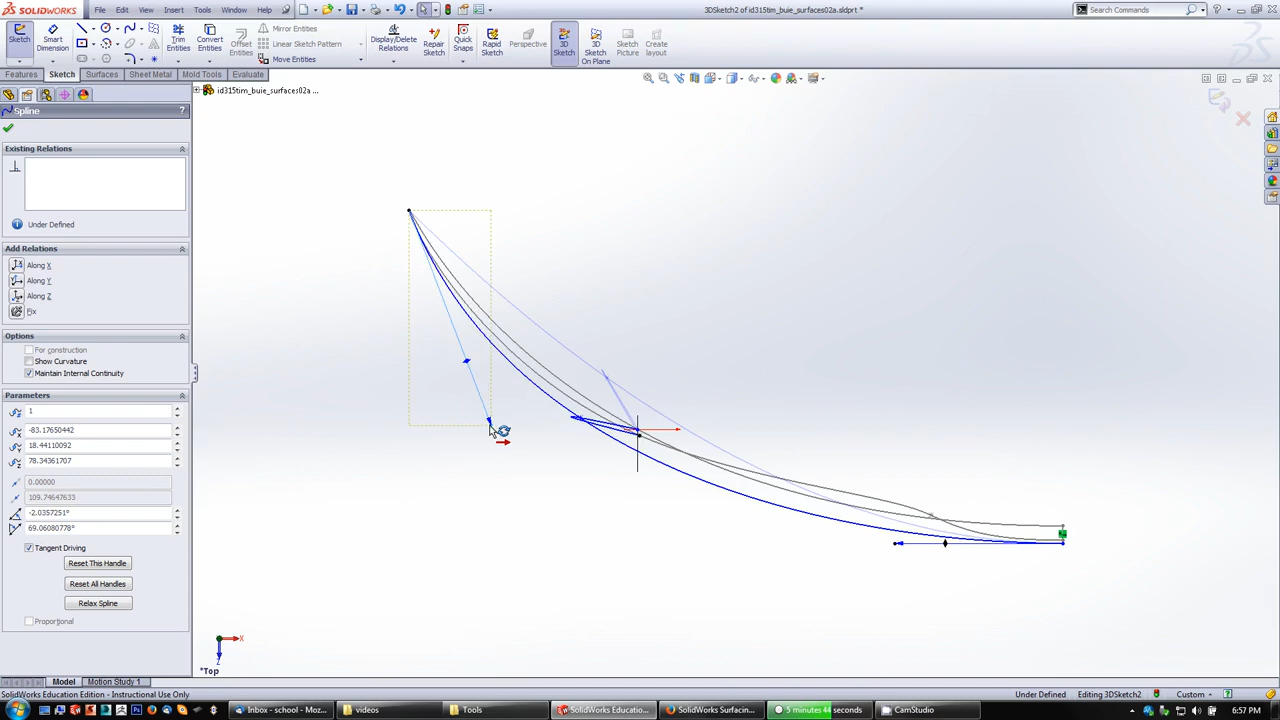 SOLIDWORKS File Edit View Insert Tools Window Help 3DSketch2 of id315tim_buie_surfaces02a.sldprt * Search Commands
Sketch Smart Dimension Trim Entities Convert Entities Offset Entities Mirror Entities Linear Sketch Pattern Move Entities Display/Delete Relations Repair Sketch Quick Snaps Rapid Sketch Perspective 3D Sketch 3D Sketch On Plane Sketch Picture Create layout
Features Sketch Surfaces Sheet Metal Mold Tools Evaluate
id315tim_buie_surfaces02a ...
Spline
Existing Relations
Under Defined
Add Relations
Along X
Along Y
Along Z
Fix
Options
For construction
Show Curvature
Maintain Internal Continuity
Parameters
1
-83.17650442
18.44110092
78.34361707
0.00000
109.74647633
-2.0357251°
69.06080778°
Tangent Driving
Reset This Handle
Reset All Handles
Relax Spline
Proportional
X
Z
*Top
Model Motion Study 1
SolidWorks Education Edition - Instructional Use Only Under Defined Editing 3DSketch2 Custom
Start Inbox - school - Moz... videos Tools SolidWorks Educatio... SolidWorks Surfacin... 5 minutes 44 seconds CamStudio 6:57 PM